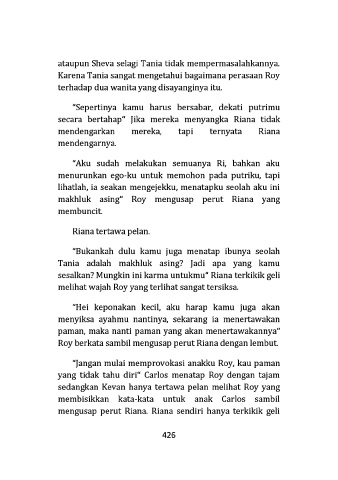 ataupun Sheva selagi Tania tidak mempermasalahkannya.
Karena Tania sangat mengetahui bagaimana perasaan Roy
terhadap dua wanita yang disayanginya itu.
"Sepertinya kamu harus bersabar, dekati putrimu
secara bertahap" Jika mereka menyangka Riana tidak
mendengarkan mereka, tapi ternyata Riana
mendengarnya.
"Aku sudah melakukan semuanya Ri, bahkan aku
menurunkan ego-ku untuk memohon pada putriku, tapi
lihatlah, ia seakan mengejekku, menatapku seolah aku ini
makhluk asing" Roy mengusap perut Riana yang
membuncit.
Riana tertawa pelan.
"Bukankah dulu kamu juga menatap ibunya seolah
Tania adalah makhluk asing? Jadi apa yang kamu
sesalkan? Mungkin ini karma untukmu" Riana terkikik geli
melihat wajah Roy yang terlihat sangat tersiksa.
"Hei keponakan kecil, aku harap kamu juga akan
menyiksa ayahmu nantinya, sekarang ia menertawakan
paman, maka nanti paman yang akan menertawakannya"
Roy berkata sambil mengusap perut Riana dengan lembut.
"Jangan mulai memprovokasi anakku Roy, kau paman
yang tidak tahu diri" Carlos menatap Roy dengan tajam
sedangkan Kevan hanya tertawa pelan melihat Roy yang
membisikkan kata-kata untuk anak Carlos sambil
mengusap perut Riana. Riana sendiri hanya terkikik geli
426